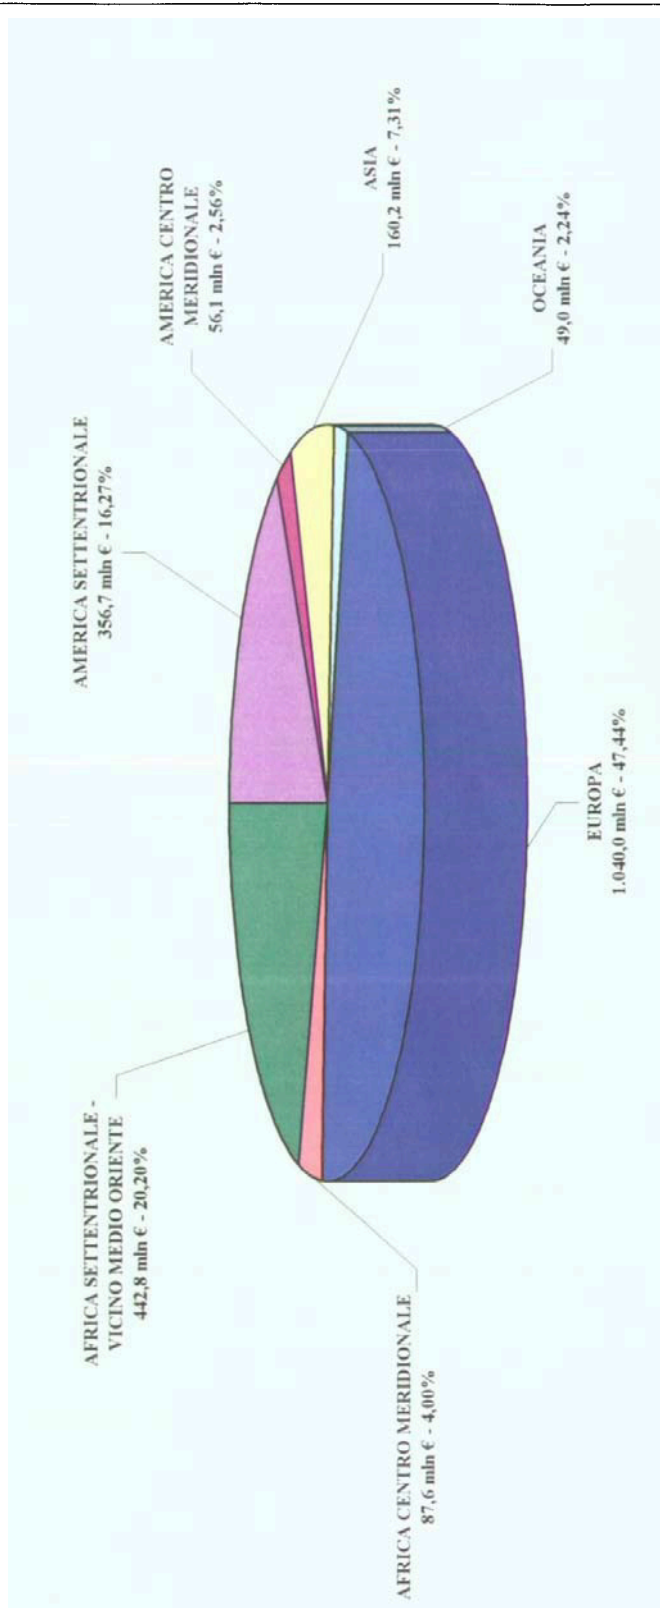 AFRICA SETTENTRIONALE -
VICINO MEDIO ORIENTE
442,8 mln € - 20,20%
AMERICA SETTENTRIONALE
356,7 mln € - 16,27%
AMERICA CENTRO
MERIDIONALE
56,1 mln € - 2,56%
ASIA
160,2 mln € - 7,31%
OCEANIA
49,0 mln € - 2,24%
EUROPA
1.040,0 mln € - 47,44%
AFRICA CENTRO MERIDIONALE
87,6 mln € - 4,00%